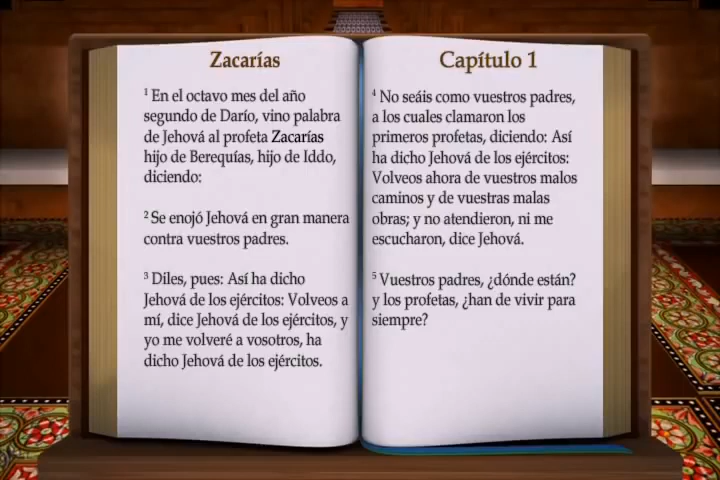 Zacarías
¹ En el octavo mes del año
segundo de Darío, vino palabra
de Jehová al profeta Zacarías
hijo de Berequías, hijo de Iddo,
diciendo:
² Se enojó Jehová en gran manera
contra vuestros padres.
³ Diles, pues: Así ha dicho
Jehová de los ejércitos: Volveos a
mí, dice Jehová de los ejércitos, y
yo me volveré a vosotros, ha
dicho Jehová de los ejércitos.
Capítulo 1
⁴ No seáis como vuestros padres,
a los cuales clamaron los
primeros profetas, diciendo: Así
ha dicho Jehová de los ejércitos:
Volveos ahora de vuestros malos
caminos y de vuestras malas
obras; y no atendieron, ni me
escucharon, dice Jehová.
⁵ Vuestros padres, ¿dónde están?
y los profetas, ¿han de vivir para
siempre?